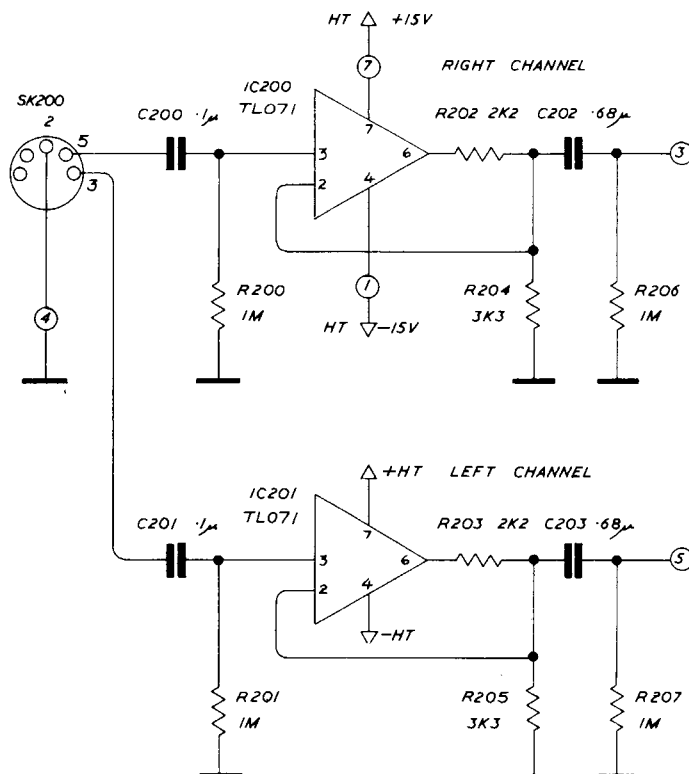 HT +15V
7
RIGHT CHANNEL
SK200
2
5
3
C200 .1µ
IC200
TL071
7
3
2
6
4
R202 2K2
C202 .68µ
3
4
R200
1M
1
HT -15V
R204
3K3
R206
1M
+HT
LEFT CHANNEL
IC201
TL071
C201 .1µ
7
3
2
6
4
R203 2K2
C203 .68µ
5
-HT
R201
1M
R205
3K3
R207
1M